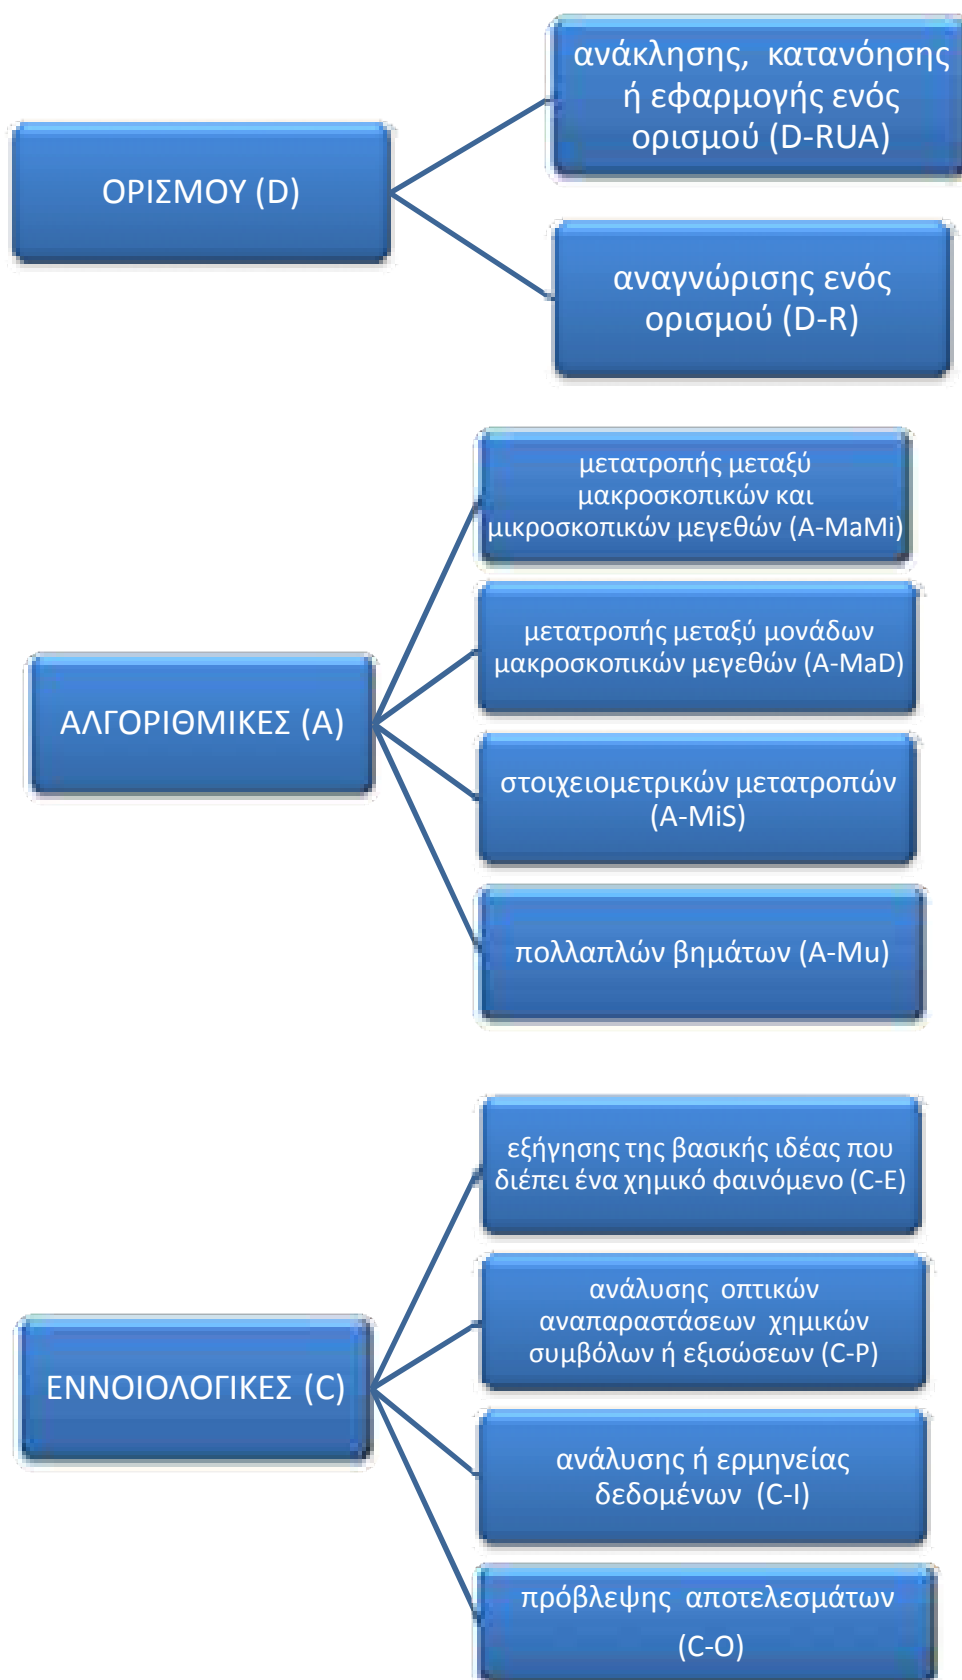 ΟΡΙΣΜΟΥ (D)
ανάκλησης, κατανόησης
ή εφαρμογής ενός
ορισμού (D-RUA)
αναγνώρισης ενός
ορισμού (D-R)
ΑΛΓΟΡΙΘΜΙΚΕΣ (A)
μετατροπής μεταξύ
μακροσκοπικών και
μικροσκοπικών μεγεθών (A-MaMi)
μετατροπής μεταξύ μονάδων
μακροσκοπικών μεγεθών (A-MaD)
στοιχειομετρικών μετατροπών
(A-MiS)
πολλαπλών βημάτων (A-Mu)
ΕΝΝΟΙΟΛΟΓΙΚΕΣ (C)
εξήγησης της βασικής ιδέας που
διέπει ένα χημικό φαινόμενο (C-E)
ανάλυσης οπτικών
αναπαραστάσεων χημικών
συμβόλων ή εξισώσεων (C-P)
ανάλυσης ή ερμηνείας
δεδομένων (C-I)
πρόβλεψης αποτελεσμάτων
(C-O)